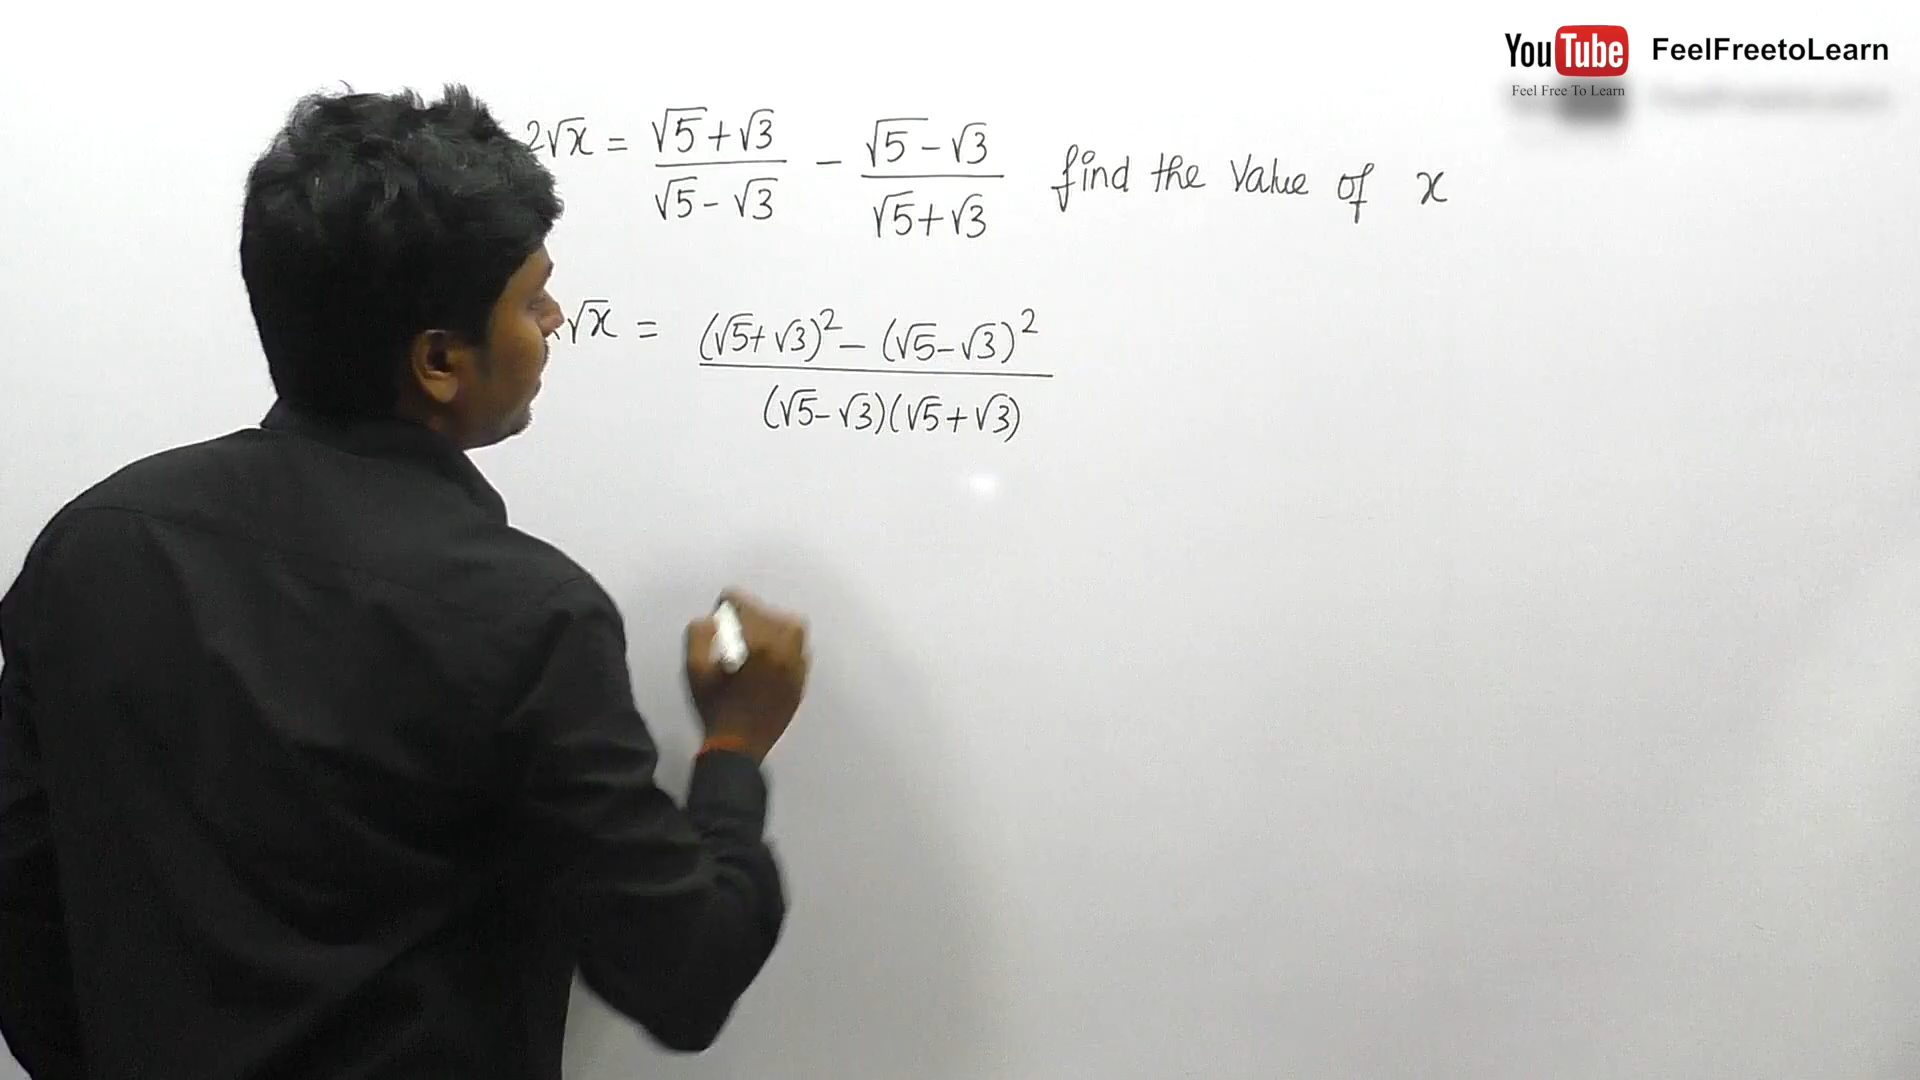 YouTube FeelFreetoLearn
Feel Free To Learn
2√x = (√5+√3)/(√5-√3) - (√5-√3)/(√5+√3) find the Value of x
√x = ((√5+√3)² - (√5-√3)²)/((√5-√3)(√5+√3))